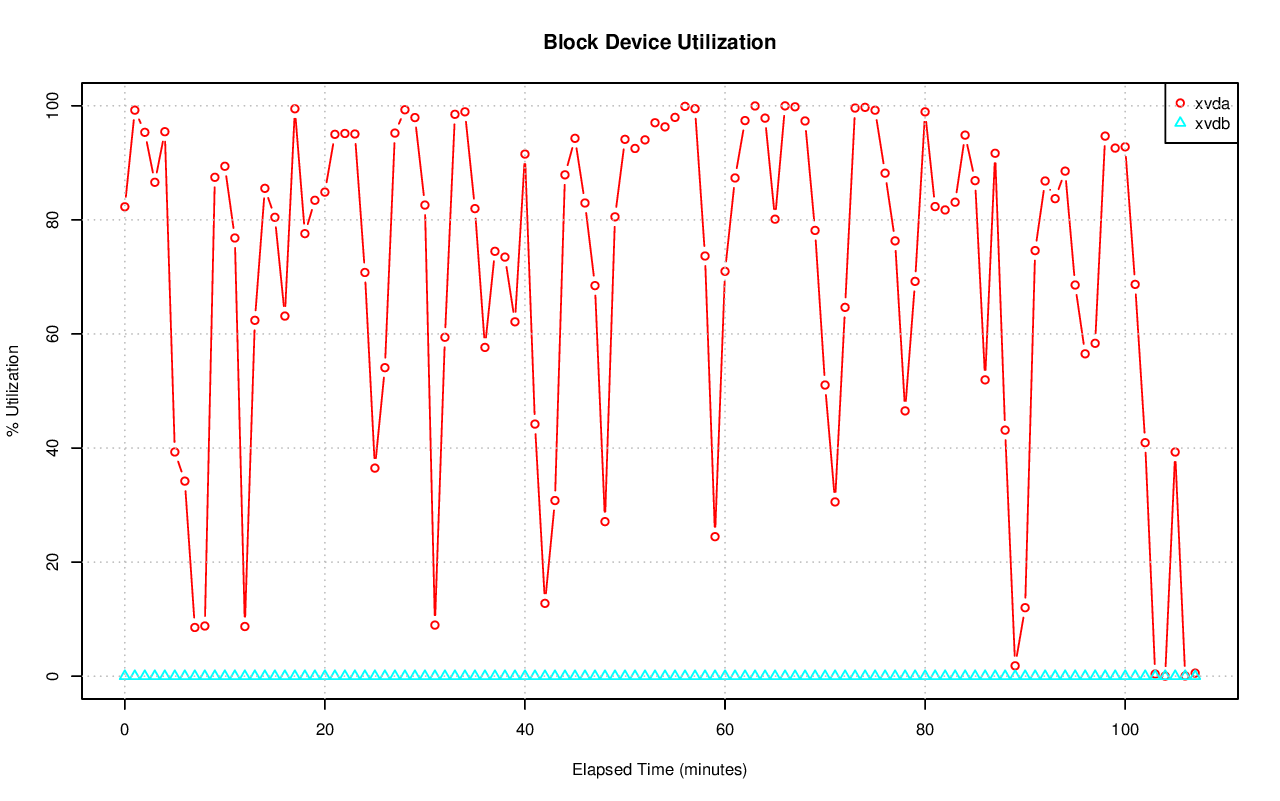 Block Device Utilization
xvda
xvdb
% Utilization
100
80
60
40
20
0
0 20 40 60 80 100
Elapsed Time (minutes)